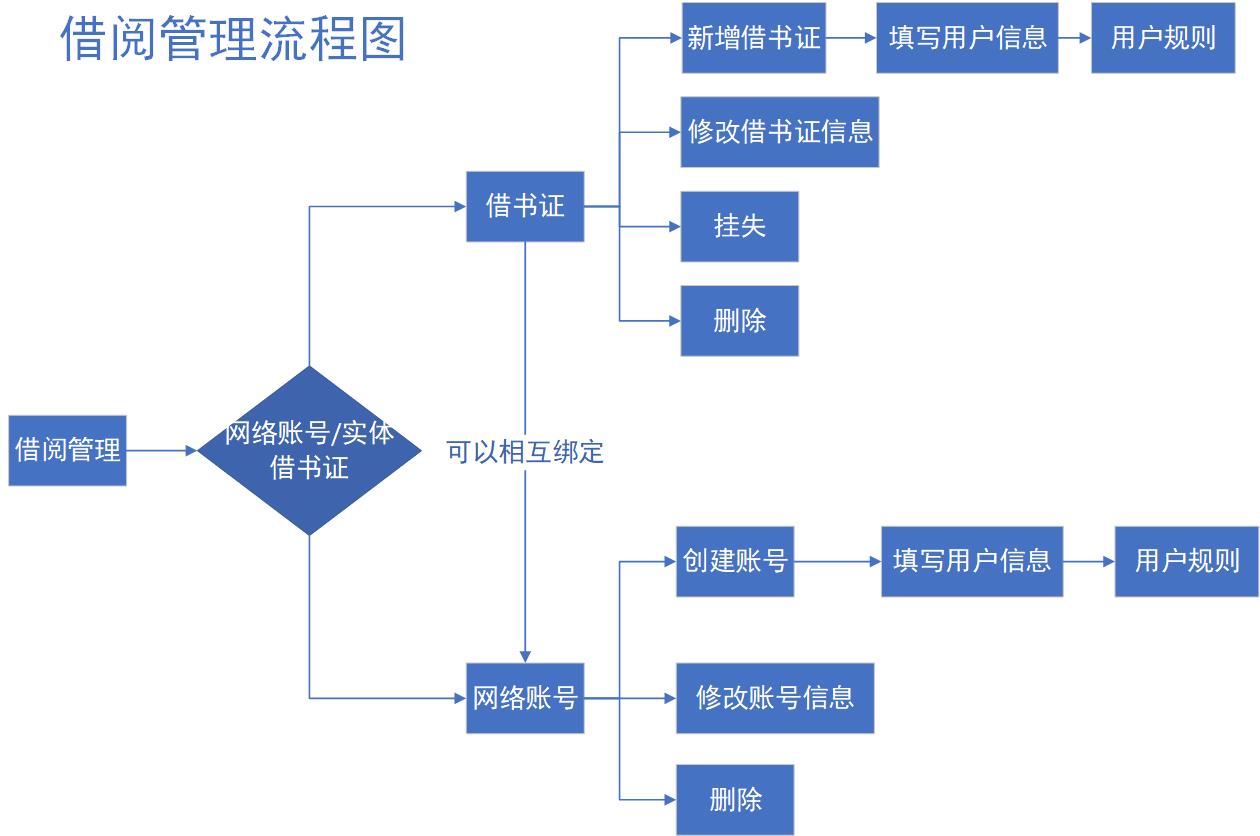 借阅管理流程图
新增借书证
填写用户信息
用户规则
修改借书证信息
借书证
挂失
删除
借阅管理
网络账号/实体
借书证
可以相互绑定
创建账号
填写用户信息
用户规则
网络账号
修改账号信息
删除